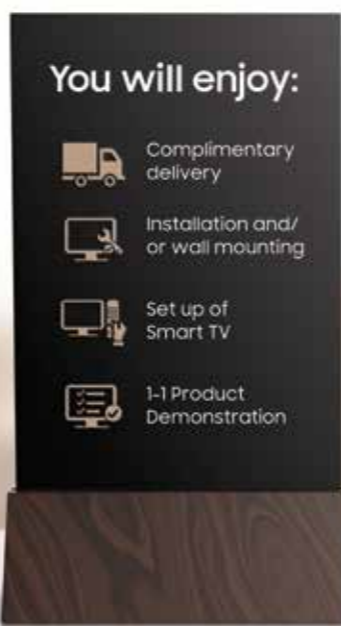 You will enjoy:
Complimentary
delivery
Installation and/
or wall mounting
Set up of
Smart TV
1-1 Product
Demonstration